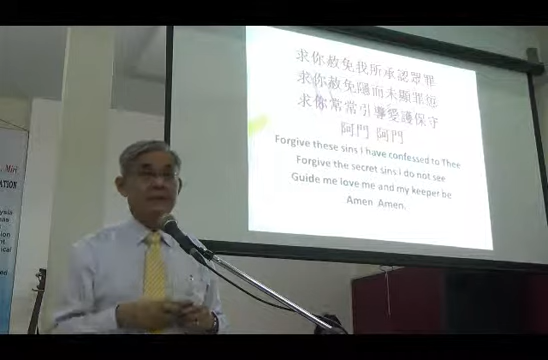 求你赦免我所承認眾罪
求你赦免隱而未顯罪愆
求你常常引導愛護保守
阿門 阿門
Forgive these sins I have confessed to Thee
Forgive the secret sins I do not see
Guide me love me and my keeper be
Amen Amen.
Miri